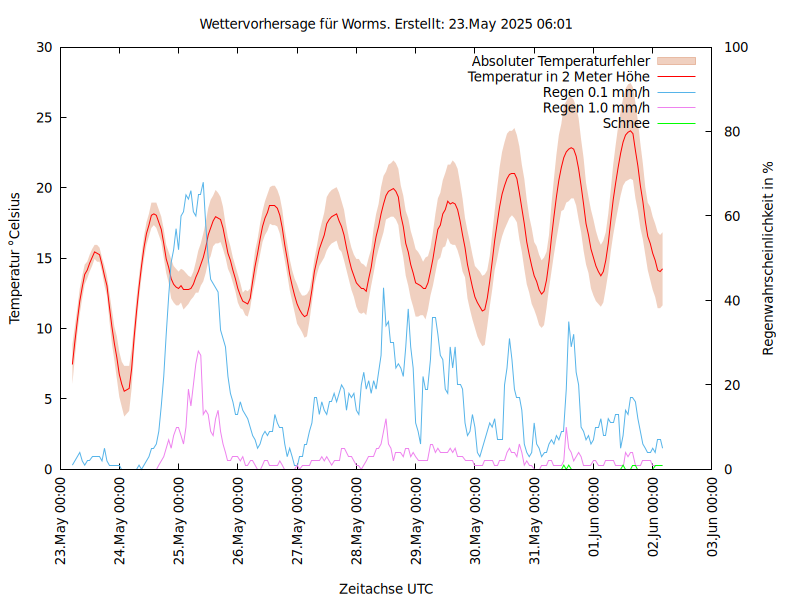 Wettervorhersage für Worms. Erstellt: 23.May 2025 06:01
30
25
20
15
10
5
0
100
80
60
40
20
0
Temperatur °Celsius
Regenwahrscheinlichkeit in %
Absoluter Temperaturfehler
Temperatur in 2 Meter Höhe
Regen 0.1 mm/h
Regen 1.0 mm/h
Schnee
23.May 00:00
24.May 00:00
25.May 00:00
26.May 00:00
27.May 00:00
28.May 00:00
29.May 00:00
30.May 00:00
31.May 00:00
01.Jun 00:00
02.Jun 00:00
03.Jun 00:00
Zeitachse UTC